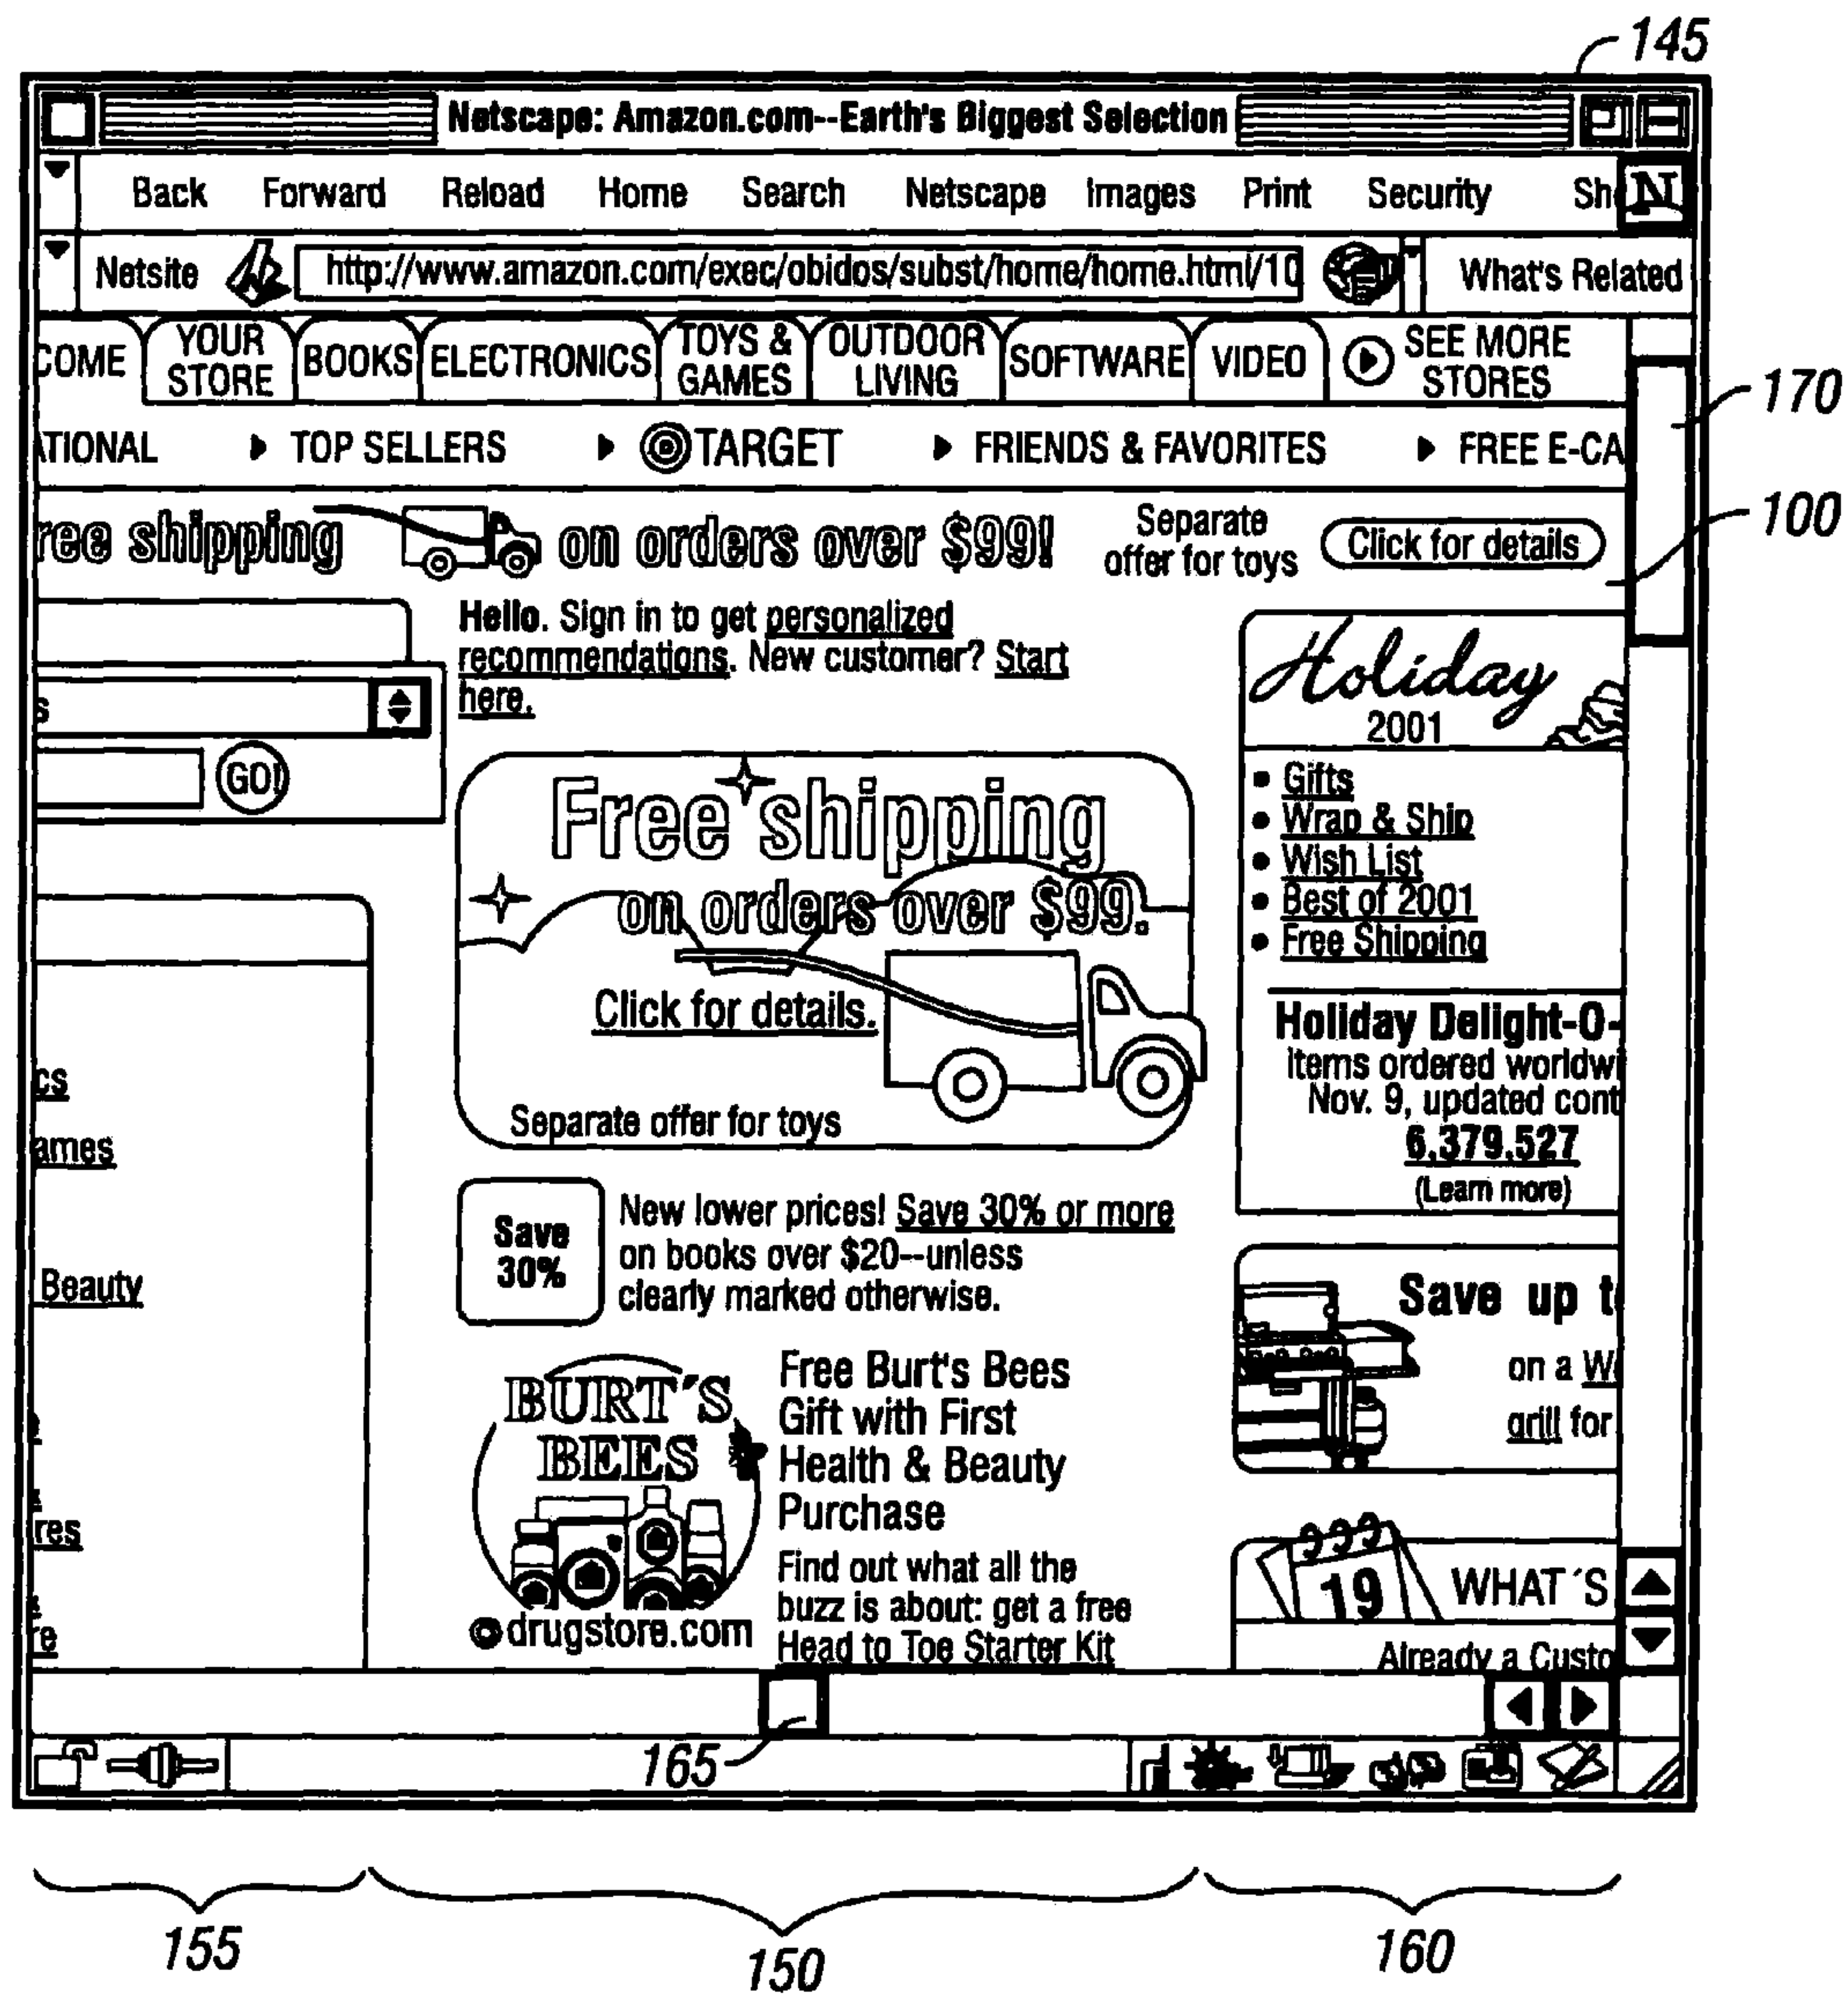 145
Netscape: Amazon.com--Earth's Biggest Selection
Back Forward Reload Home Search Netscape Images Print Security Sh N
Netsite http://www.amazon.com/exec/obidos/subst/home/home.html/10 What's Related
COME YOUR STORE BOOKS ELECTRONICS TOYS & GAMES OUTDOOR LIVING SOFTWARE VIDEO SEE MORE STORES
170
ATIONAL TOP SELLERS TARGET FRIENDS & FAVORITES FREE E-CA
100
ree shipping on orders over $99! Separate offer for toys Click for details
Hello. Sign in to get personalized
recommendations. New customer? Start
here.
s
GO!
Free shipping
on orders over $99.
Click for details.
Separate offer for toys
Holiday
2001
• Gifts
• Wrap & Ship
• Wish List
• Best of 2001
• Free Shipping
Holiday Delight-O-
Items ordered worldwi
Nov. 9, updated cont
6,379,527
(Learn more)
cs
ames
Beauty
res
re
Save
30%
New lower prices! Save 30% or more
on books over $20--unless
clearly marked otherwise.
Save up to
on a W
grill for
BURT´S
BEES
drugstore.com
Free Burt's Bees
Gift with First
Health & Beauty
Purchase
Find out what all the
buzz is about: get a free
Head to Toe Starter Kit
19
WHAT´S
Already a Custo
165
155
150
160